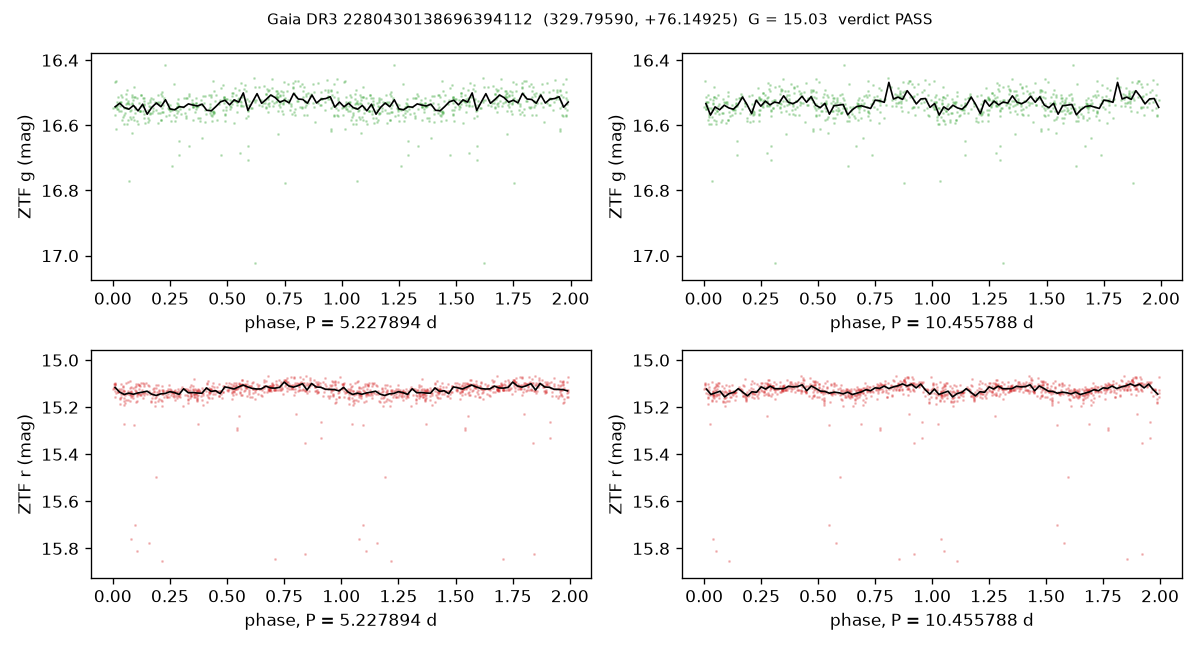 Gaia DR3 2280430138696394112  (329.79590, +76.14925)  G = 15.03  verdict PASS
ZTF g (mag)
16.4
16.6
16.8
17.0
0.00 0.25 0.50 0.75 1.00 1.25 1.50 1.75 2.00
phase, P = 5.227894 d
ZTF g (mag)
16.4
16.6
16.8
17.0
0.00 0.25 0.50 0.75 1.00 1.25 1.50 1.75 2.00
phase, P = 10.455788 d
ZTF r (mag)
15.0
15.2
15.4
15.6
15.8
0.00 0.25 0.50 0.75 1.00 1.25 1.50 1.75 2.00
phase, P = 5.227894 d
ZTF r (mag)
15.0
15.2
15.4
15.6
15.8
0.00 0.25 0.50 0.75 1.00 1.25 1.50 1.75 2.00
phase, P = 10.455788 d